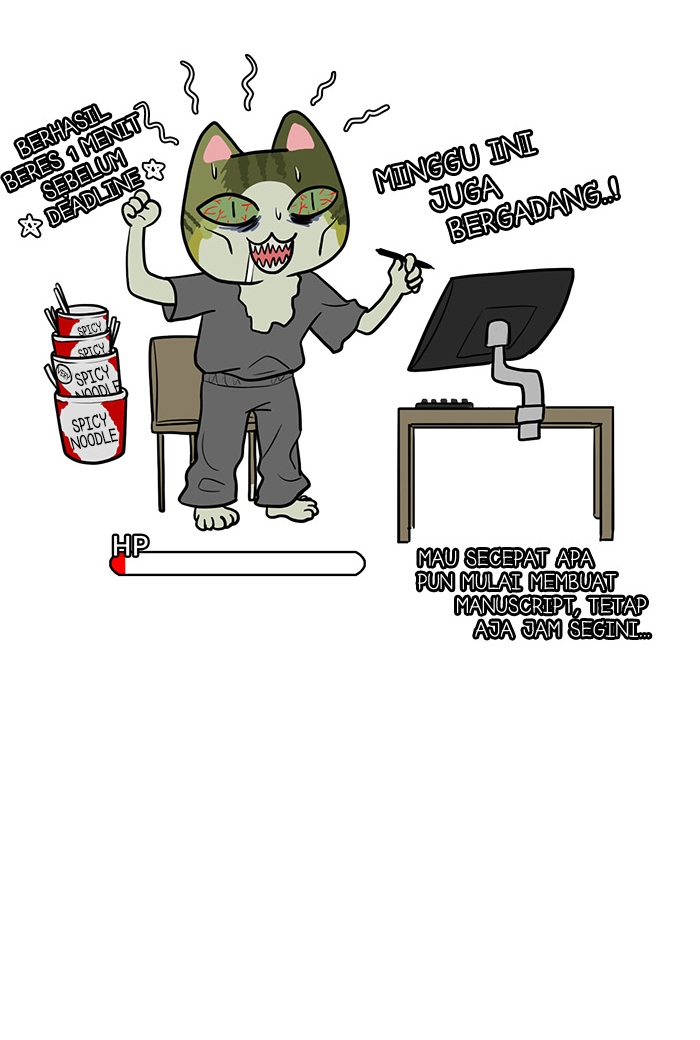 BERHASIL
BERES 1 MENIT
SEBELUM
DEADLINE
MINGGU INI
JUGA
BERGADANG..!
SPICY
SPICY
VERY
SPICY
NOODLE
SPICY
NOODLE
HP
MAU SECEPAT APA
PUN MULAI MEMBUAT
MANUSCRIPT, TETAP
AJA JAM SEGINI...